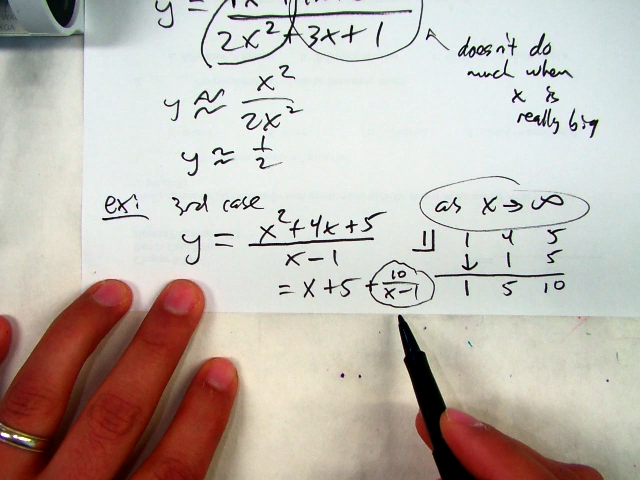 y =
2x² + 3x + 1
doesn't do
much when
x is
really big
y ≈ x²/2x²
y ≈ 1/2
ex: 3rd case
as x → ∞
y = x² + 4x + 5 / x - 1
= x + 5 + 10/x-1
1 | 1 4 5
↓ 1 5
1 5 10